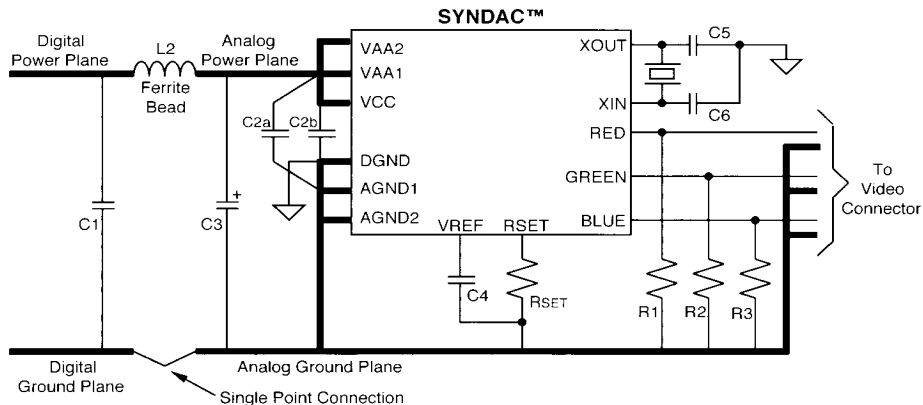 SYNDAC™
Digital
Power Plane
L2
Ferrite
Bead
Analog
Power Plane
VAA2
VAA1
VCC
C2a
C2b
DGND
AGND1
AGND2
C1
+
C3
VREF
RSET
C4
RSET
XOUT
XIN
RED
GREEN
BLUE
C5
C6
R1
R2
R3
To
Video
Connector
Digital
Ground Plane
Analog Ground Plane
Single Point Connection